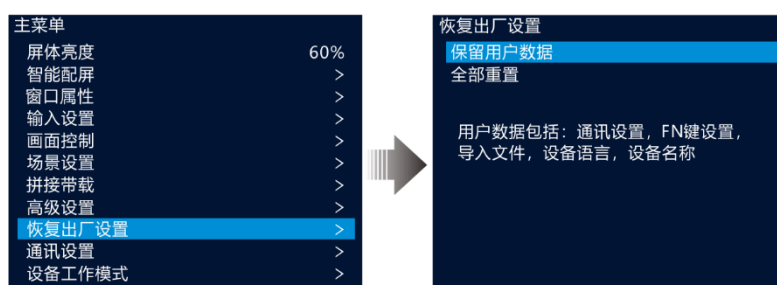 主菜单
屏体亮度 60%
智能配屏 >
窗口属性 >
输入设置 >
画面控制 >
场景设置 >
拼接带载 >
高级设置 >
恢复出厂设置 >
通讯设置 >
设备工作模式 >
恢复出厂设置
保留用户数据
全部重置
用户数据包括：通讯设置，FN键设置，
导入文件，设备语言，设备名称